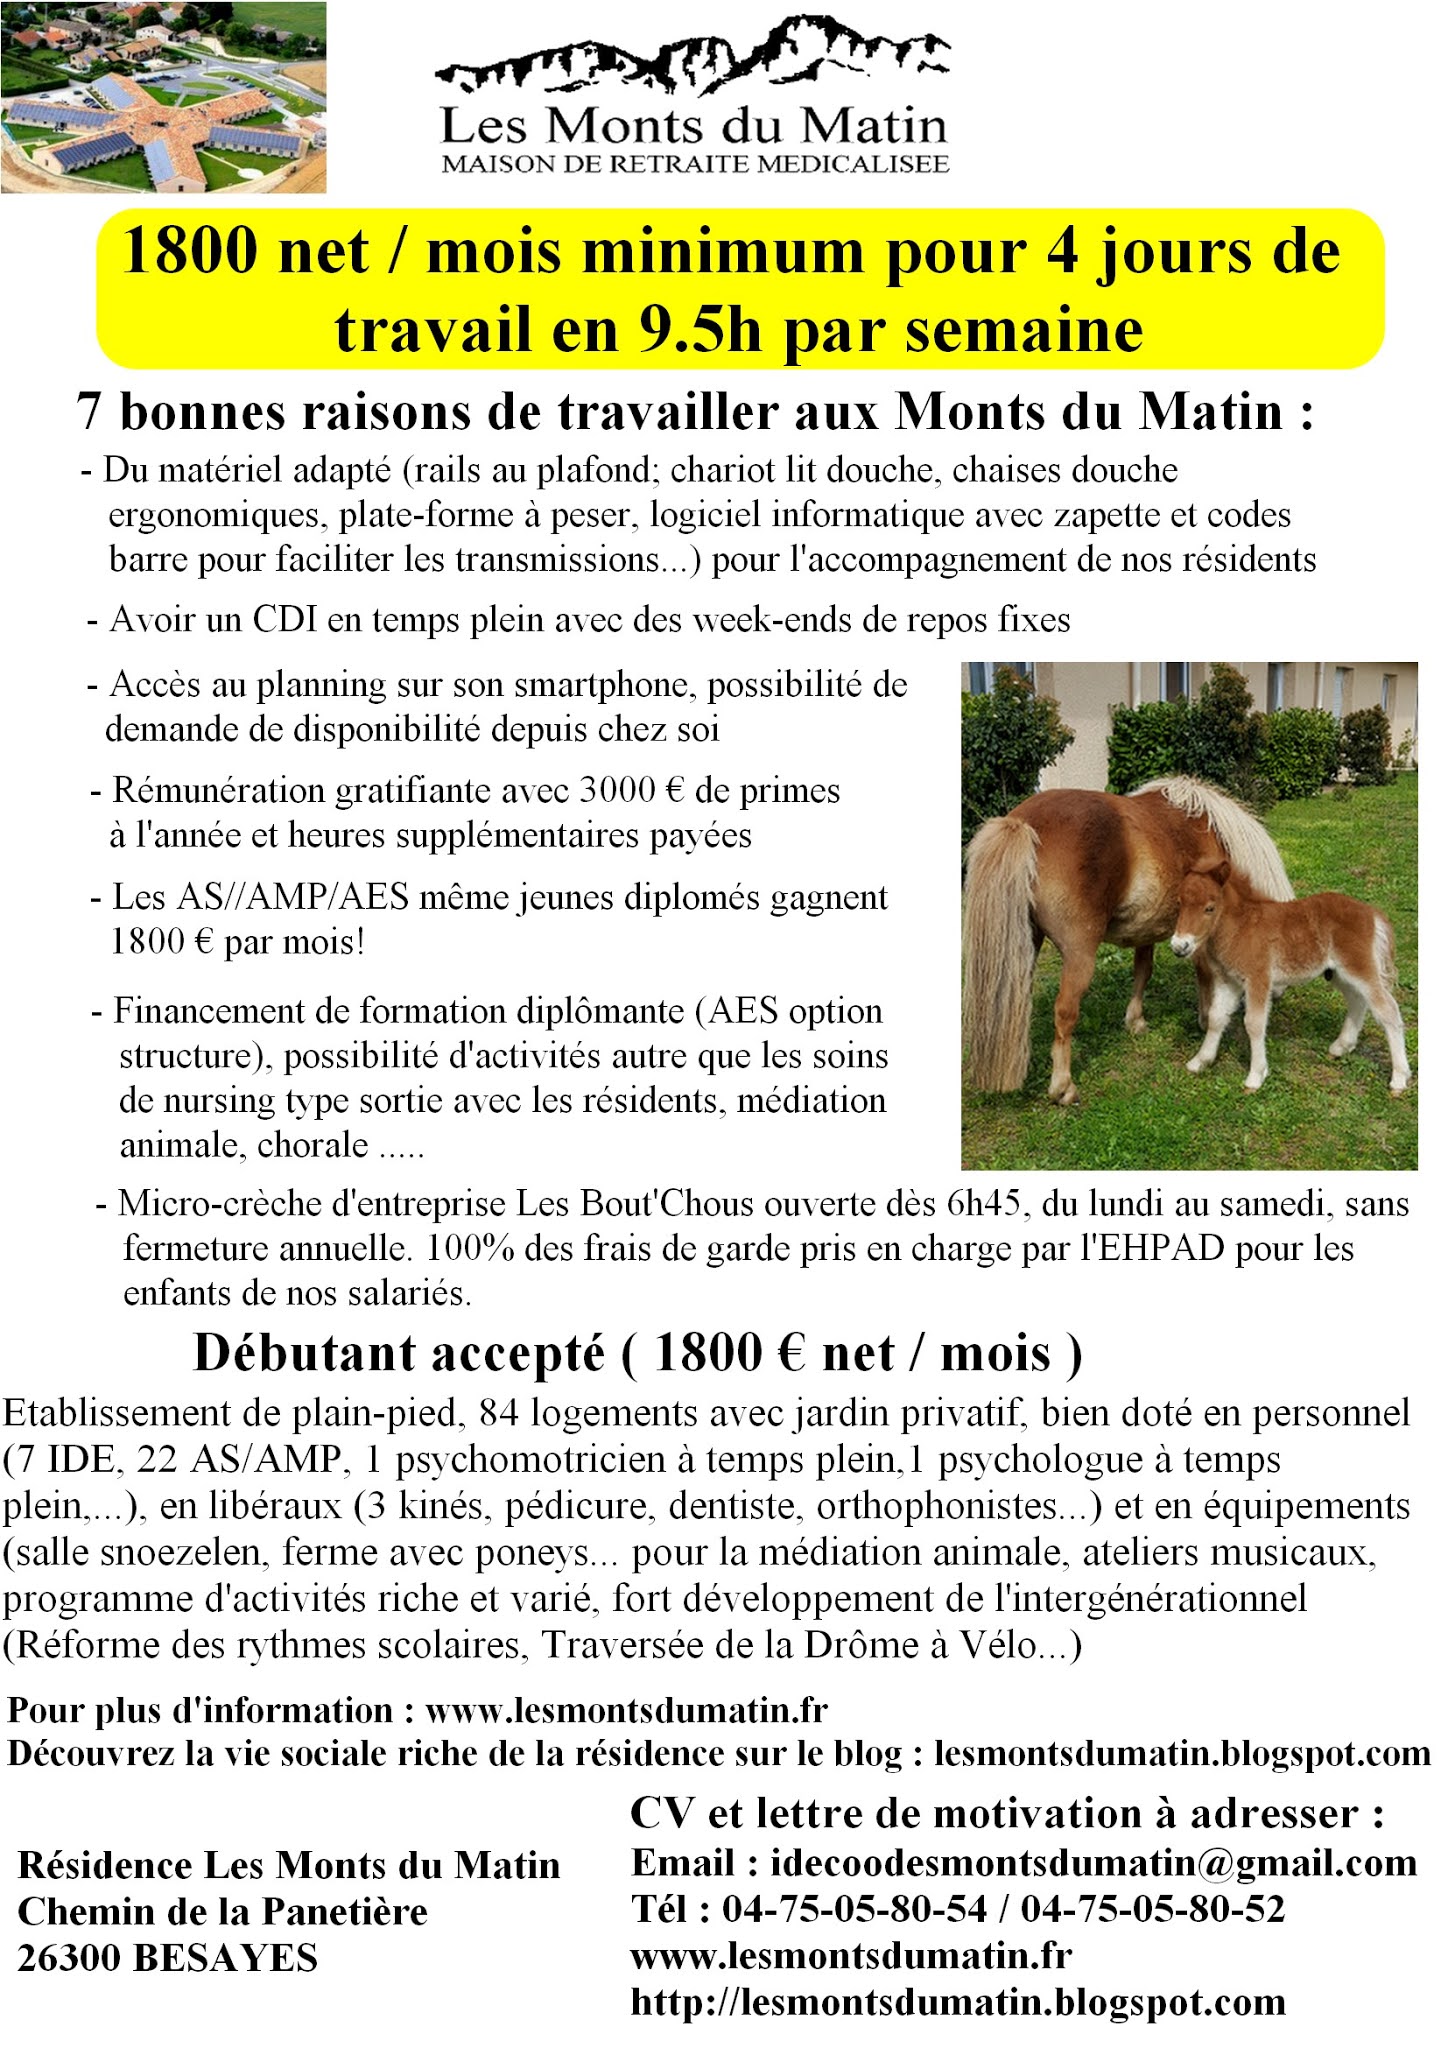 Les Monts du Matin
MAISON DE RETRAITE MEDICALISEE
1800 net / mois minimum pour 4 jours de
travail en 9.5h par semaine
7 bonnes raisons de travailler aux Monts du Matin :
- Du matériel adapté (rails au plafond; chariot lit douche, chaises douche
ergonomiques, plate-forme à peser, logiciel informatique avec zapette et codes
barre pour faciliter les transmissions...) pour l'accompagnement de nos résidents
- Avoir un CDI en temps plein avec des week-ends de repos fixes
- Accès au planning sur son smartphone, possibilité de
demande de disponibilité depuis chez soi
- Rémunération gratifiante avec 3000 € de primes
à l'année et heures supplémentaires payées
- Les AS//AMP/AES même jeunes diplomés gagnent
1800 € par mois!
- Financement de formation diplômante (AES option
structure), possibilité d'activités autre que les soins
de nursing type sortie avec les résidents, médiation
animale, chorale .....
- Micro-crèche d'entreprise Les Bout'Chous ouverte dès 6h45, du lundi au samedi, sans
fermeture annuelle. 100% des frais de garde pris en charge par l'EHPAD pour les
enfants de nos salariés.
Débutant accepté ( 1800 € net / mois )
Etablissement de plain-pied, 84 logements avec jardin privatif, bien doté en personnel
(7 IDE, 22 AS/AMP, 1 psychomotricien à temps plein,1 psychologue à temps
plein,...), en libéraux (3 kinés, pédicure, dentiste, orthophonistes...) et en équipements
(salle snoezelen, ferme avec poneys... pour la médiation animale, ateliers musicaux,
programme d'activités riche et varié, fort développement de l'intergénérationnel
(Réforme des rythmes scolaires, Traversée de la Drôme à Vélo...)
Pour plus d'information : www.lesmontsdumatin.fr
Découvrez la vie sociale riche de la résidence sur le blog : lesmontsdumatin.blogspot.com
Résidence Les Monts du Matin
Chemin de la Panetière
26300 BESAYES
CV et lettre de motivation à adresser :
Email : idecoodesmontsdumatin@gmail.com
Tél : 04-75-05-80-54 / 04-75-05-80-52
www.lesmontsdumatin.fr
http://lesmontsdumatin.blogspot.com